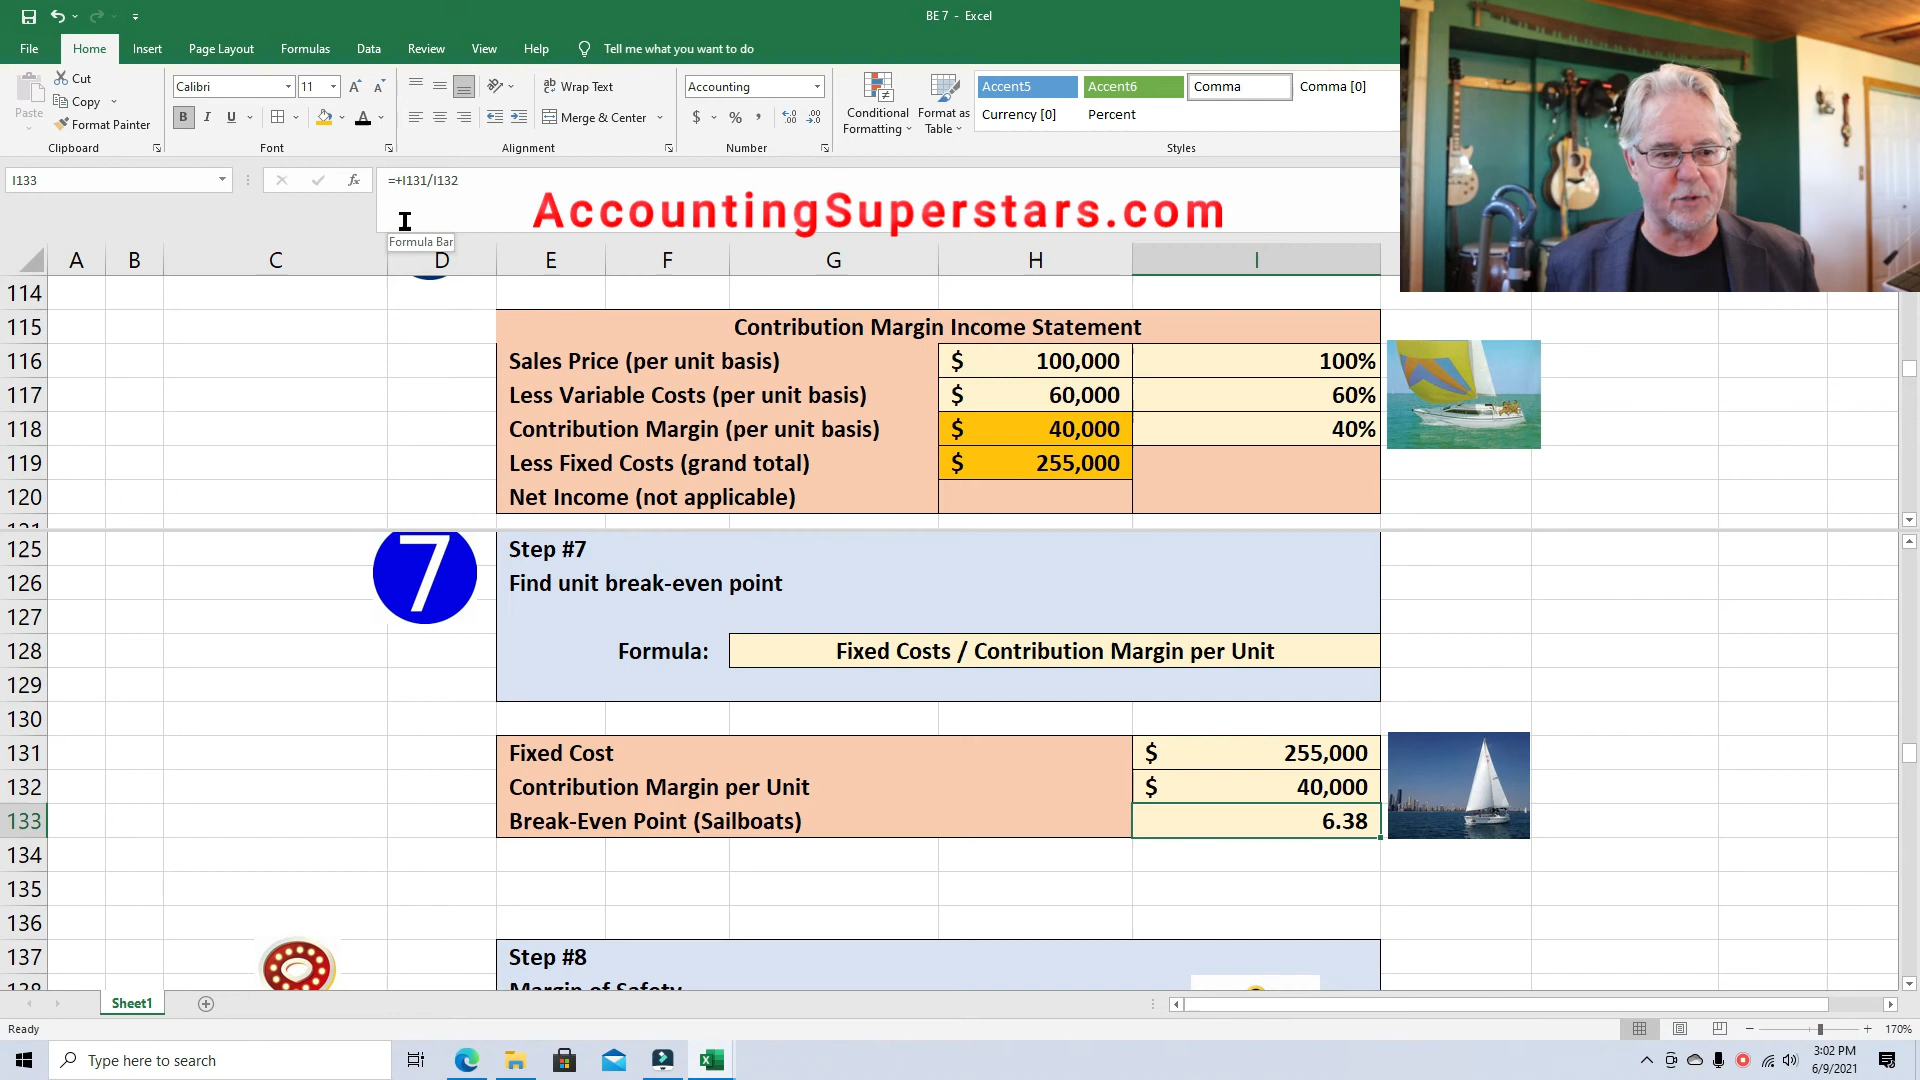 BE 7 - Excel
File Home Insert Page Layout Formulas Data Review View Help Tell me what you want to do
Paste
Cut
Copy
Format Painter
Clipboard
Calibri 11
B I U
Font
Wrap Text
Merge & Center
Alignment
Accounting
$ % ,
Number
Conditional Formatting
Format as Table
Accent5 Accent6 Comma Comma [0]
Currency [0] Percent
Styles
I133 fx =+I131/I132
AccountingSuperstars.com
Formula Bar
A B C D E F G H I
114
115 Contribution Margin Income Statement
116 Sales Price (per unit basis) $ 100,000 100%
117 Less Variable Costs (per unit basis) $ 60,000 60%
118 Contribution Margin (per unit basis) $ 40,000 40%
119 Less Fixed Costs (grand total) $ 255,000
120 Net Income (not applicable)
121
125 7 Step #7
126 Find unit break-even point
127
128 Formula: Fixed Costs / Contribution Margin per Unit
129
130
131 Fixed Cost $ 255,000
132 Contribution Margin per Unit $ 40,000
133 Break-Even Point (Sailboats) 6.38
134
135
136
137 Step #8
138 Margin of Safety
Sheet1
Ready 170%
Type here to search
3:02 PM
6/9/2021